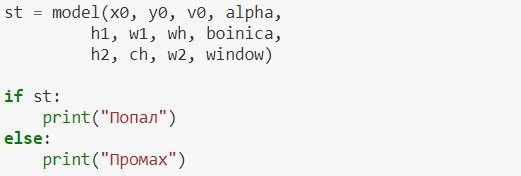 st = model(x0, y0, v0, alpha,
           h1, w1, wh, boinica,
           h2, ch, w2, window)

if st:
    print("Попал")
else:
    print("Промах")